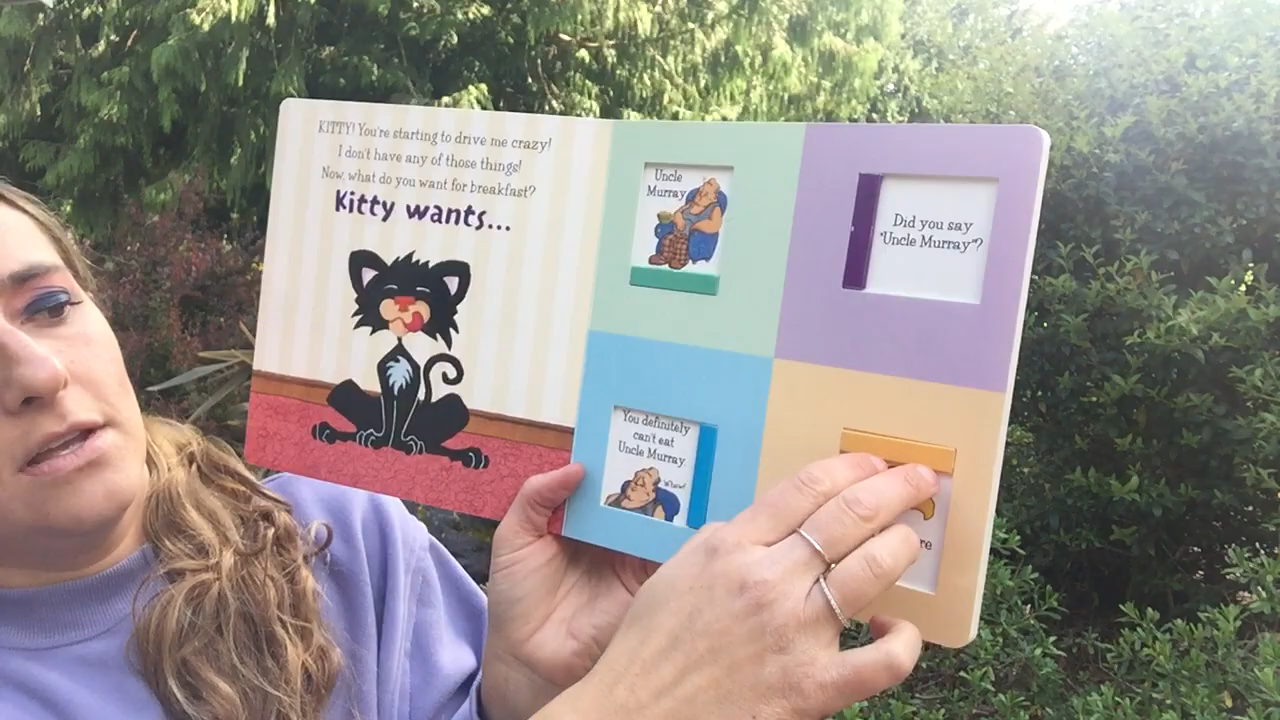 KITTY! You're starting to drive me crazy!
I don't have any of those things!
Now, what do you want for breakfast?
Kitty wants...
Uncle
Murray
Did you say
"Uncle Murray"?
You definitely
can't eat
Uncle Murray
Whew!